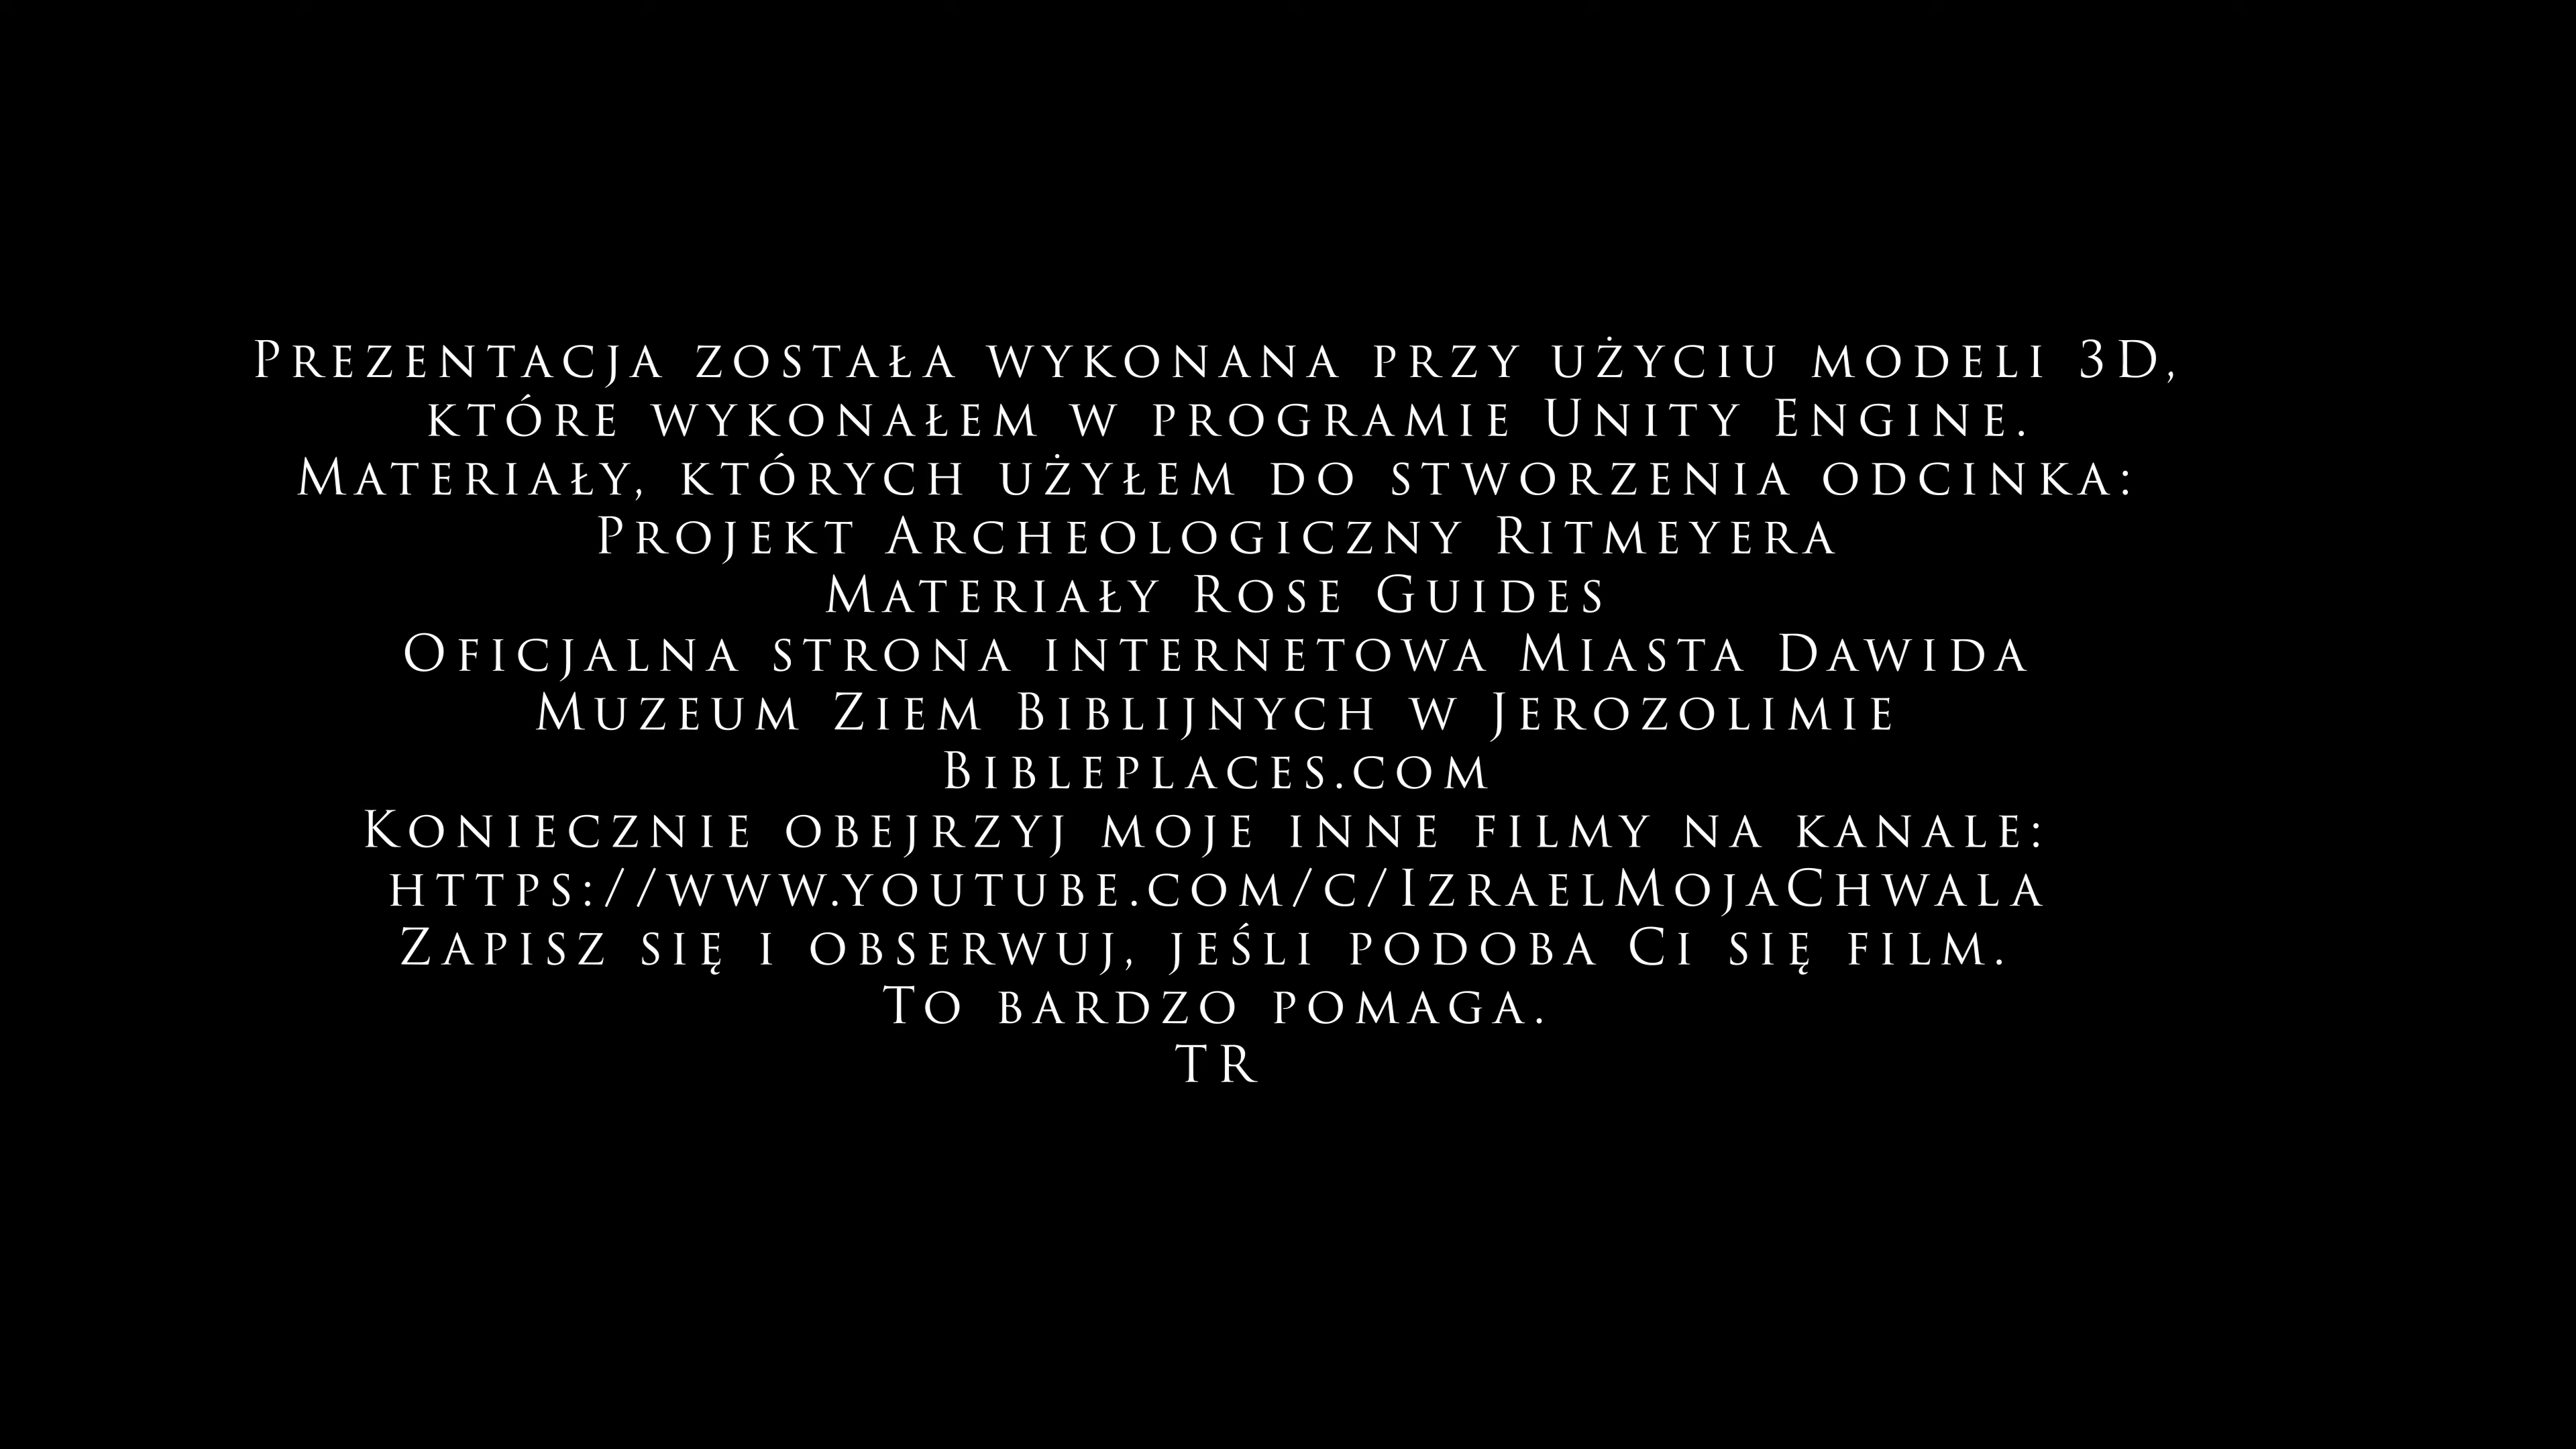 Prezentacja została wykonana przy użyciu modeli 3D,
które wykonałem w programie Unity Engine.
Materiały, których użyłem do stworzenia odcinka:
Projekt Archeologiczny Ritmeyera
Materiały Rose Guides
Oficjalna strona internetowa Miasta Dawida
Muzeum Ziem Biblijnych w Jerozolimie
Bibleplaces.com
Koniecznie obejrzyj moje inne filmy na kanale:
https://www.youtube.com/c/IzraelMojaChwala
Zapisz się i obserwuj, jeśli podoba Ci się film.
To bardzo pomaga.
TR